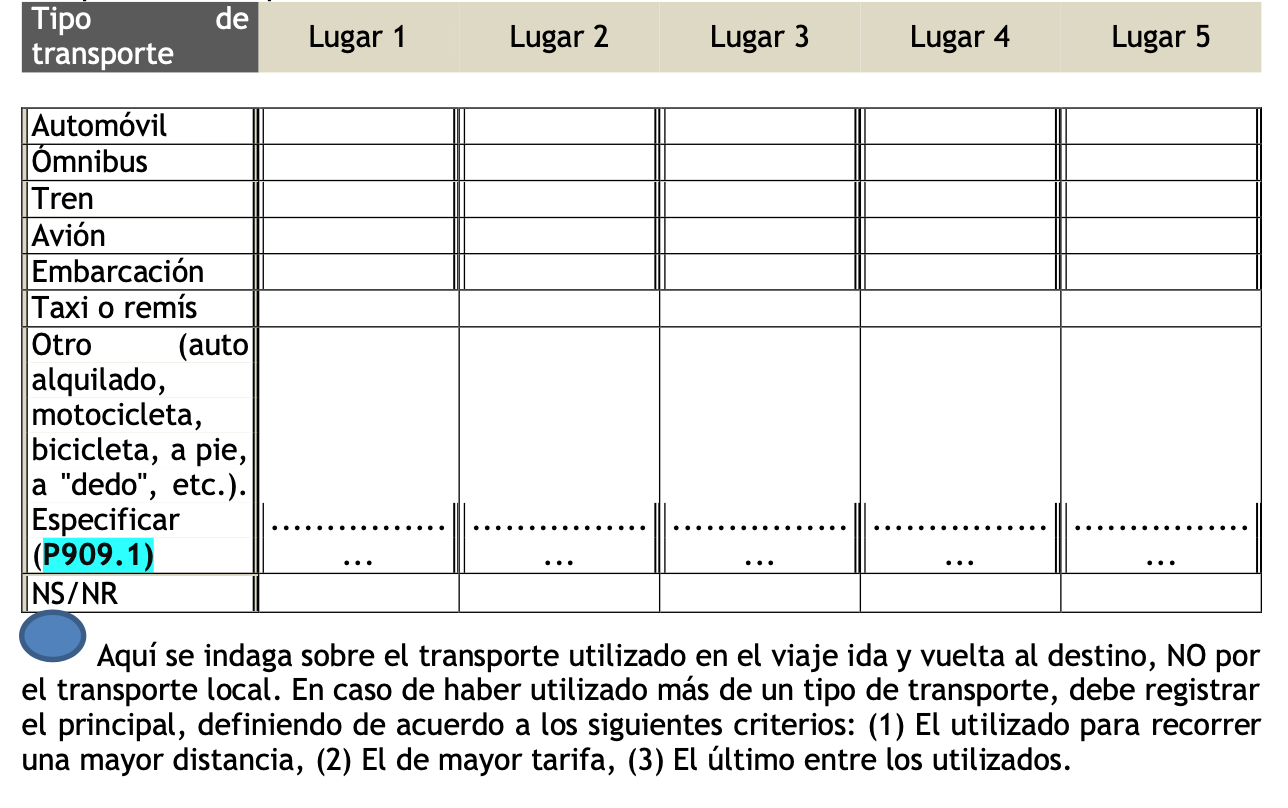 Tipo de
transporte
Lugar 1 Lugar 2 Lugar 3 Lugar 4 Lugar 5
Automóvil
Ómnibus
Tren
Avión
Embarcación
Taxi o remís
Otro (auto
alquilado,
motocicleta,
bicicleta, a pie,
a "dedo", etc.).
Especificar ................ ................ ................ ................ ................
(P909.1) ... ... ... ... ...
NS/NR
Aquí se indaga sobre el transporte utilizado en el viaje ida y vuelta al destino, NO por
el transporte local. En caso de haber utilizado más de un tipo de transporte, debe registrar
el principal, definiendo de acuerdo a los siguientes criterios: (1) El utilizado para recorrer
una mayor distancia, (2) El de mayor tarifa, (3) El último entre los utilizados.